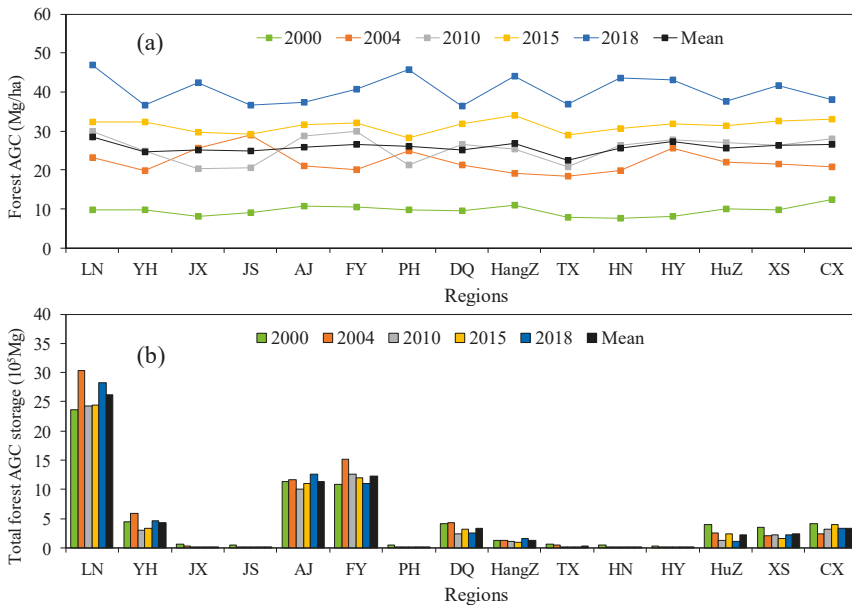 (a)
2000 2004 2010 2015 2018 Mean
Forest AGC (Mg/ha)
60
50
40
30
20
10
0
LN YH JX JS AJ FY PH DQ HangZ TX HN HY HuZ XS CX
Regions
(b)
2000 2004 2010 2015 2018 Mean
Total forest AGC storage (10⁵Mg)
40
35
30
25
20
15
10
5
0
LN YH JX JS AJ FY PH DQ HangZ TX HN HY HuZ XS CX
Regions